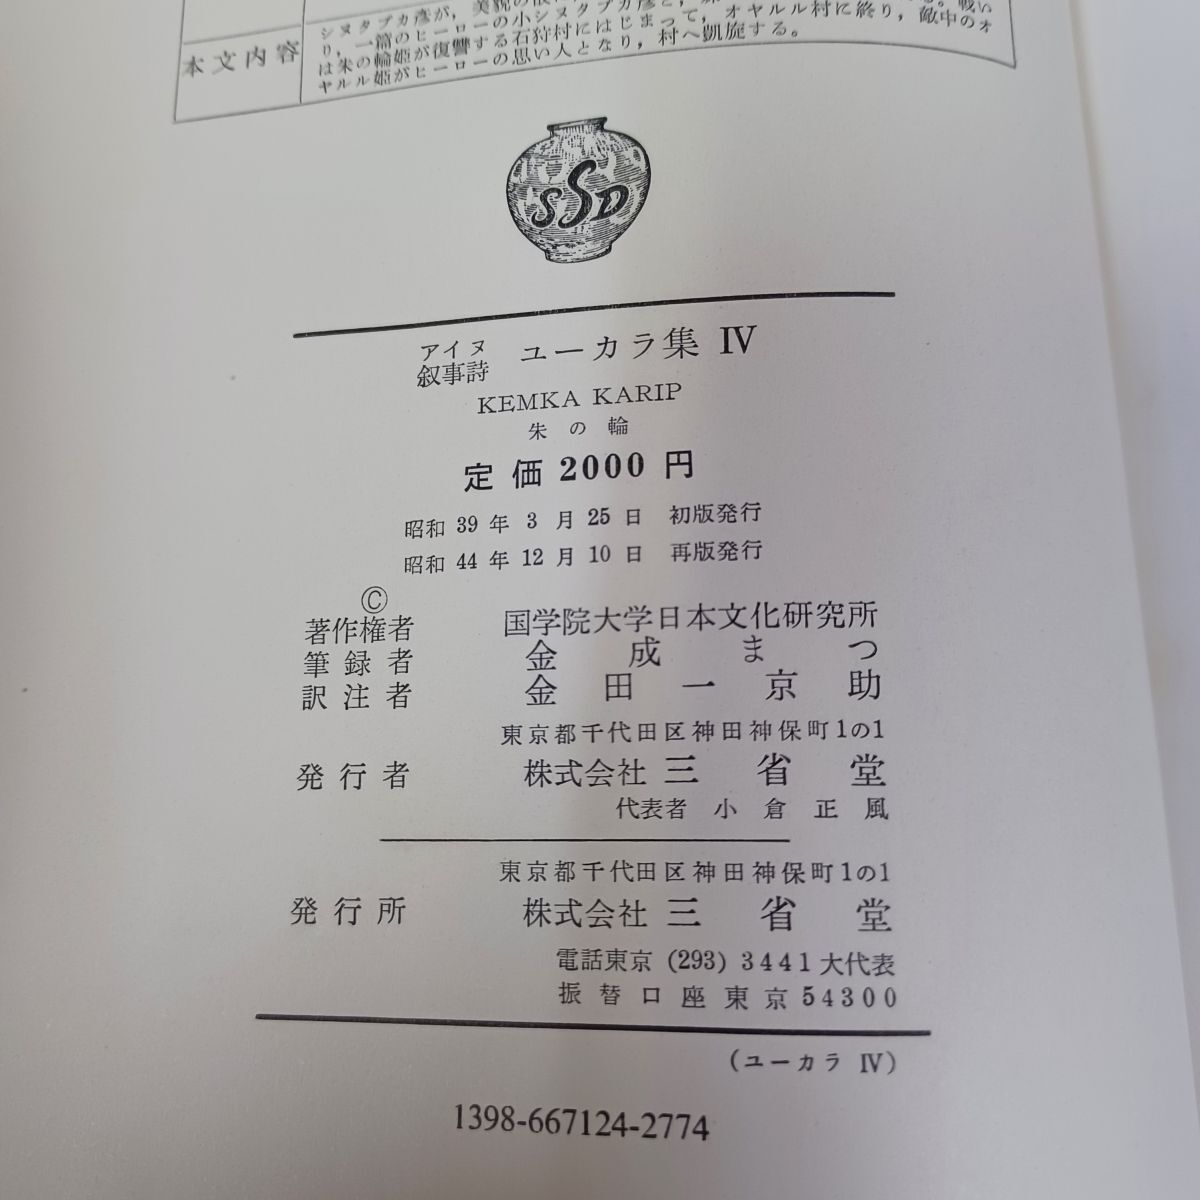 本文内容
り，一篇のヒーローの小シヌタプカ彦と，
は朱の輪姫が復讐する石狩村にはじまって，オヤルル村に終り，敵中のオ
ヤルル姫がヒーローの思い人となり，村へ凱旋する。
SSD
アイヌ叙事詩 ユーカラ集 Ⅳ
KEMKA KARIP
朱の輪
定価 2000 円
昭和 39 年 3 月 25 日 初版発行
昭和 44 年 12 月 10 日 再版発行
Ⓒ
著作権者 国学院大学日本文化研究所
筆録者 金成まつ
訳注者 金田一京助
東京都千代田区神田神保町1の1
発行者 株式会社 三省堂
代表者 小倉正風
東京都千代田区神田神保町1の1
発行所 株式会社 三省堂
電話東京 (293) 3441 大代表
振替口座東京 54300
(ユーカラ Ⅳ)
1398-667124-2774